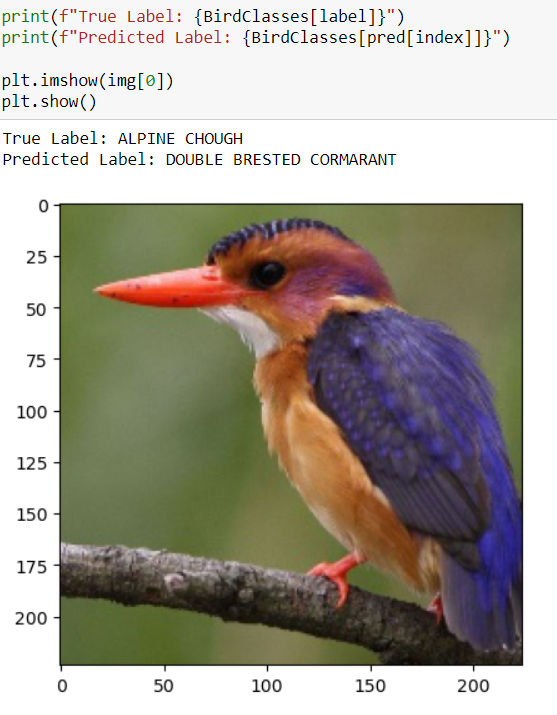 print(f"True Label: {BirdClasses[label]}")
print(f"Predicted Label: {BirdClasses[pred[index]]}")
plt.imshow(img[0])
plt.show()
True Label: ALPINE CHOUGH
Predicted Label: DOUBLE BRESTED CORMARANT
0
25
50
75
100
125
150
175
200
0 50 100 150 200